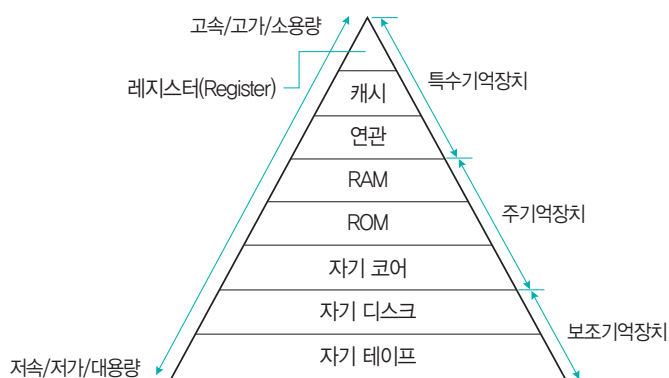 고속/고가/소용량
레지스터(Register)
특수기억장치
캐시
연관
RAM
주기억장치
ROM
자기 코어
자기 디스크
보조기억장치
자기 테이프
저속/저가/대용량